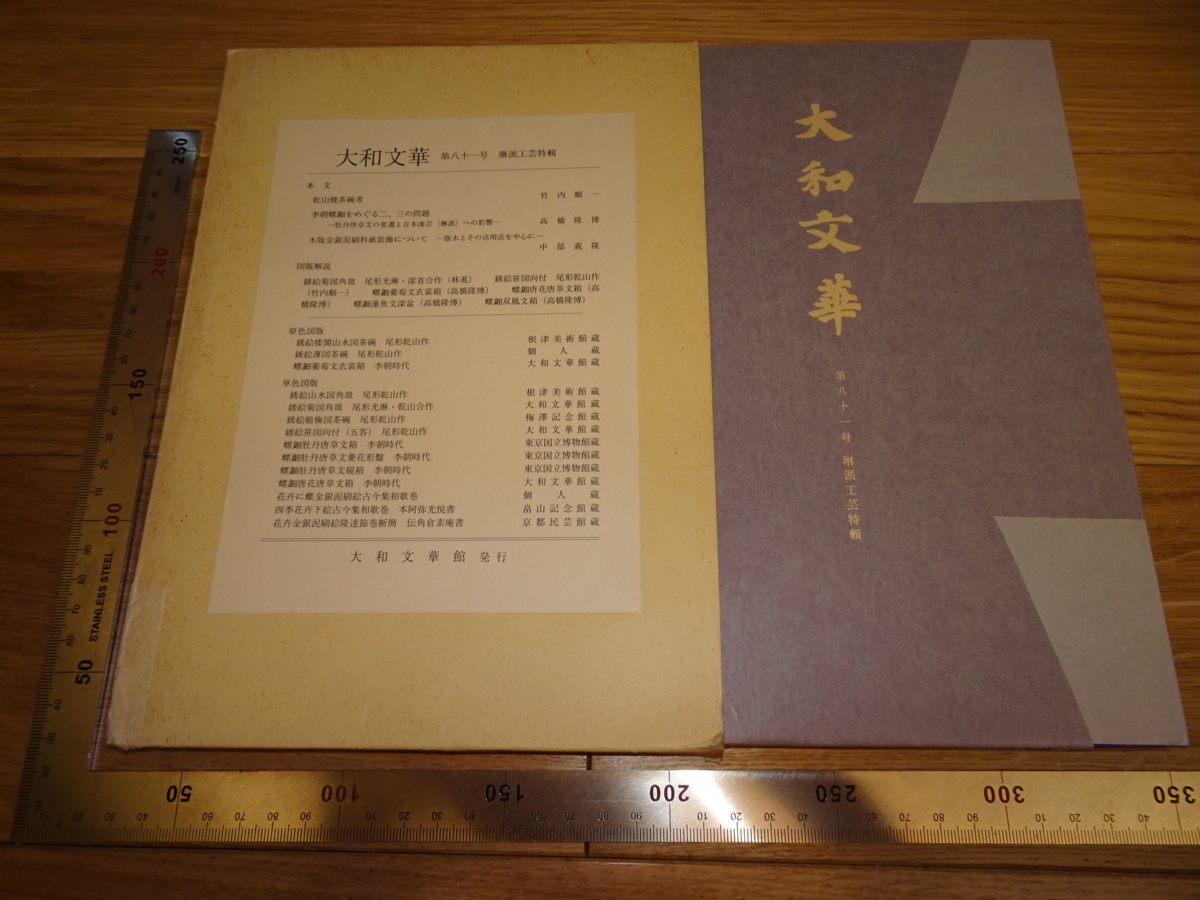 大和文華 第八十一号 琳派工芸特輯
本文
乾山焼茶碗考 竹内順一
李朝螺鈿をめぐる二、三の問題
―牡丹唐草文の変遷と日本漆芸(琳派)への影響― 高橋隆博
木版金銀泥刷料紙装飾について ―版木とその活用法を中心に―
中部義隆
図版解説
銹絵菊図角皿 尾形光琳・深省合作(林進) 銹絵笹図向付 尾形乾山作
(竹内順一) 螺鈿葡萄文衣裳箱(高橋隆博) 螺鈿唐花唐草文箱(高
橋隆博) 螺鈿蓮魚文深盆(高橋隆博) 螺鈿双鳳文箱(高橋隆博)
原色図版
銹絵楼閣山水図茶碗 尾形乾山作 根津美術館蔵
銹絵薄図茶碗 尾形乾山作 個人蔵
螺鈿葡萄文衣裳箱 李朝時代 大和文華館蔵
単色図版
銹絵山水図角皿 尾形乾山作 根津美術館蔵
銹絵菊図角皿 尾形光琳・乾山合作 大和文華館蔵
銹絵槍梅図茶碗 尾形乾山作 梅澤記念館蔵
銹絵笹図向付(五客) 尾形乾山作 大和文華館蔵
螺鈿牡丹唐草文箱 李朝時代 東京国立博物館蔵
螺鈿牡丹唐草文菱花形盤 李朝時代 東京国立博物館蔵
螺鈿牡丹唐草文硯箱 李朝時代 東京国立博物館蔵
螺鈿唐花唐草文箱 李朝時代 大和文華館蔵
花卉に蝶金銀泥刷絵古今集和歌巻 個人蔵
四季花卉下絵古今集和歌巻 本阿弥光悦書 畠山記念館蔵
花卉金銀泥刷絵隆達節巻断簡 伝角倉素庵書 京都民芸館蔵
大和文華館 発行
大和文華
第八十一号 琳派工芸特輯
250
200
150
100
STAINLESS STEEL
50
50 100 150 200 250 300 350